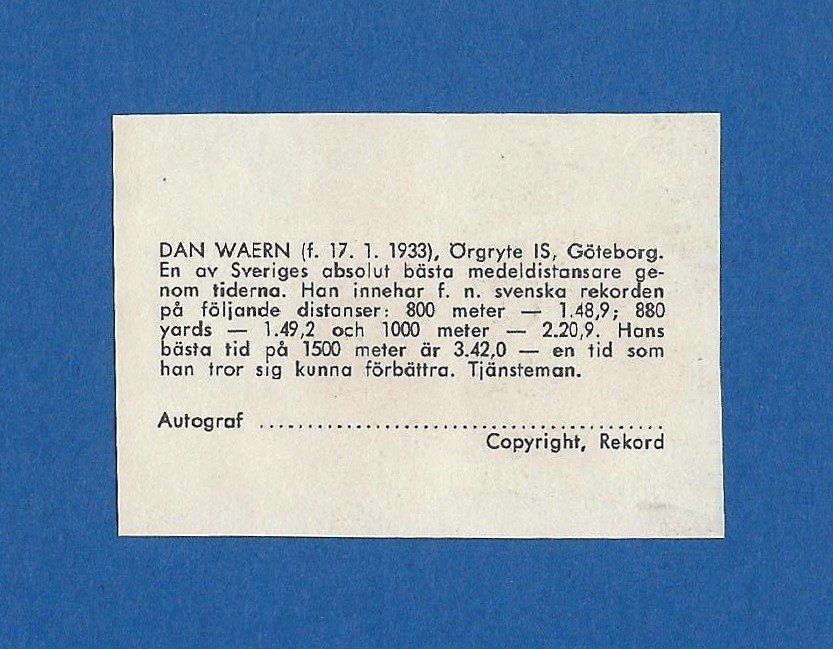 DAN WAERN (f. 17. 1. 1933), Örgryte IS, Göteborg.
En av Sveriges absolut bästa medeldistansare ge-
nom tiderna. Han innehar f. n. svenska rekorden
på följande distanser: 800 meter — 1.48,9; 880
yards — 1.49,2 och 1000 meter — 2.20,9. Hans
bästa tid på 1500 meter är 3.42,0 — en tid som
han tror sig kunna förbättra. Tjänsteman.
Autograf ..........................................
Copyright, Rekord